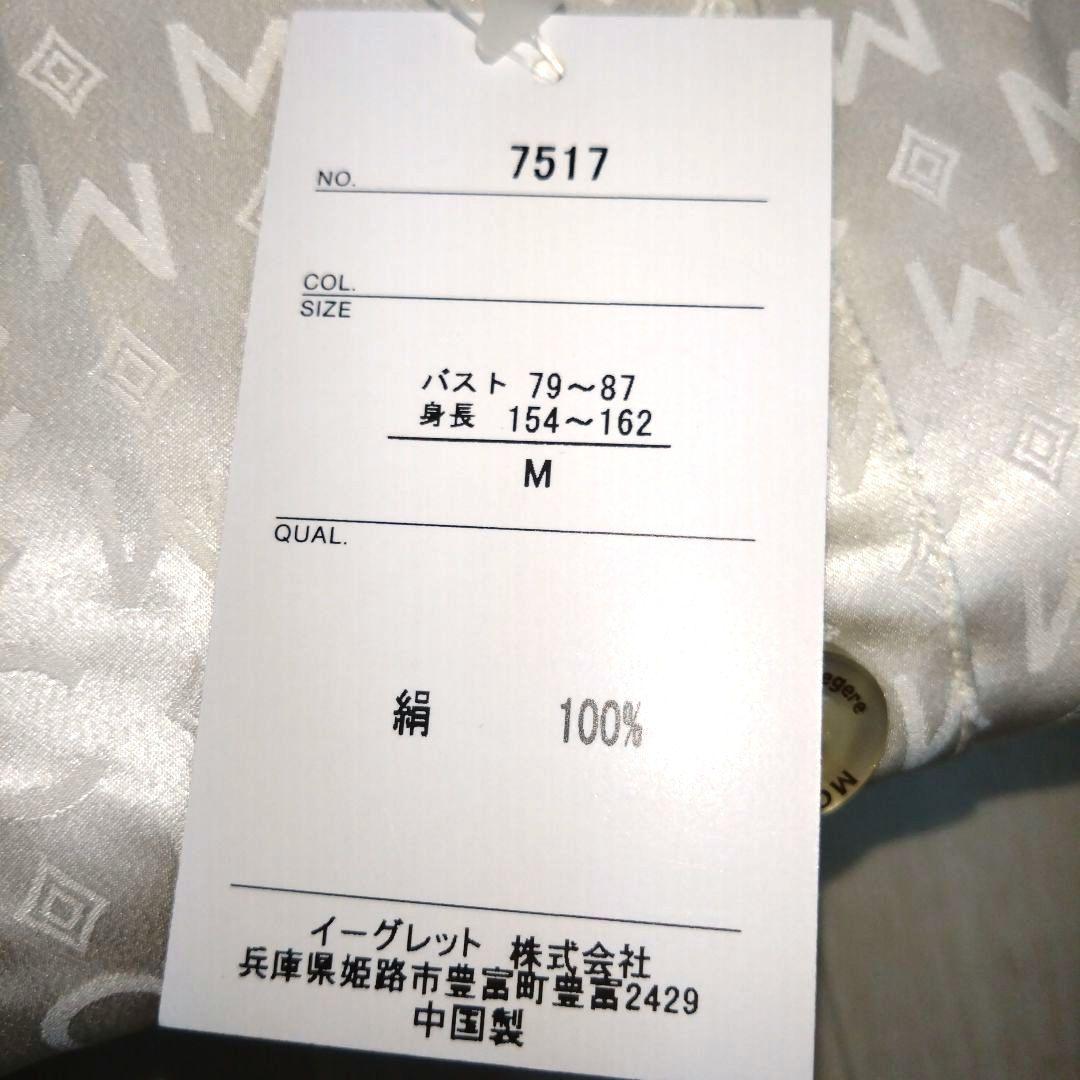 NO. 7517
COL.
SIZE
バスト 79～87
身長 154～162
M
QUAL.
絹 100%
イーグレット 株式会社
兵庫県姫路市豊富町豊富2429
中国製